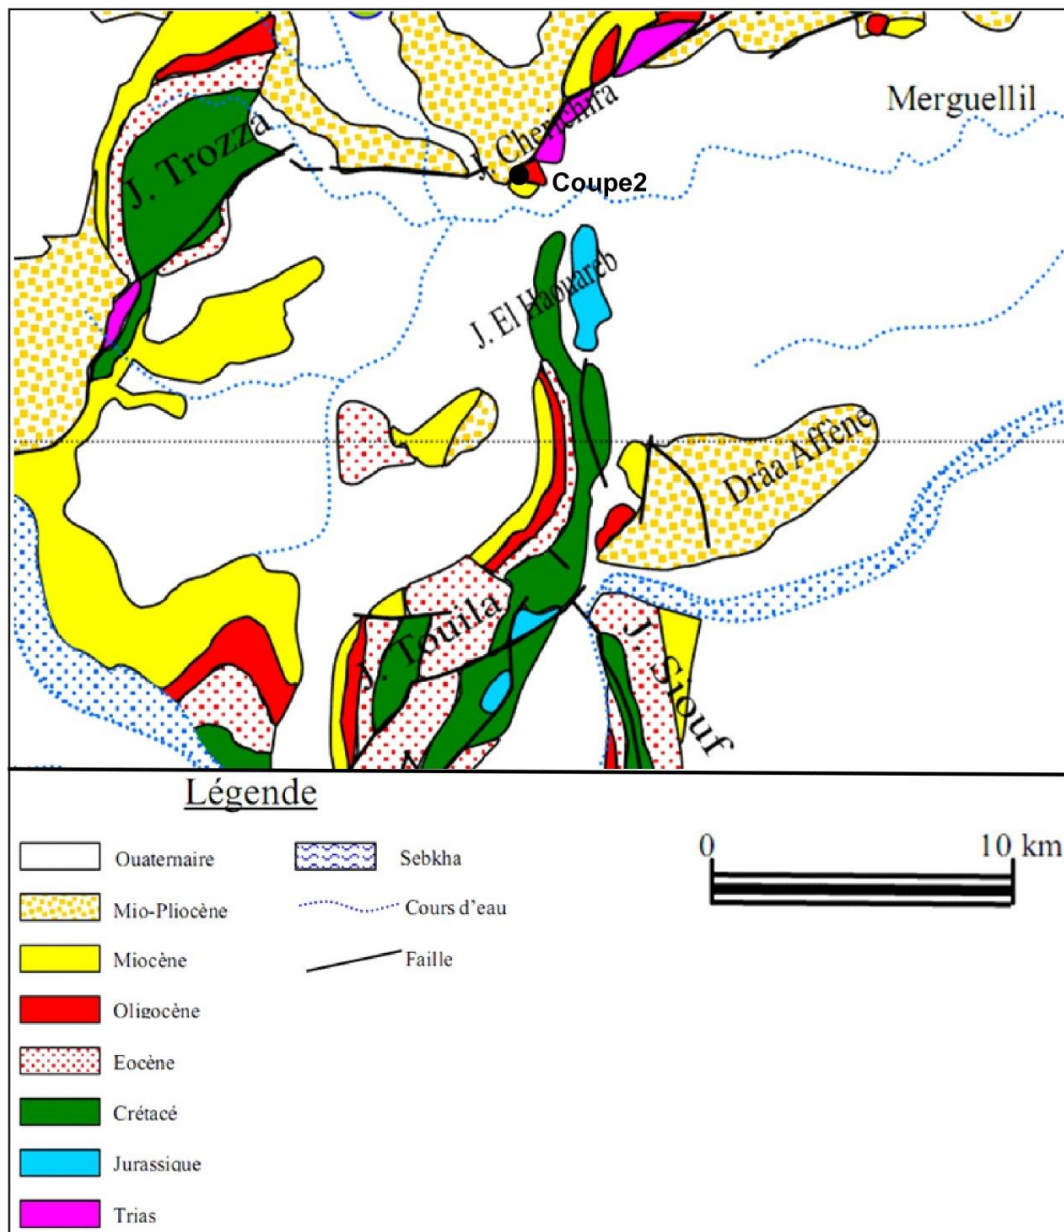 Merguellil
J. Trozza
J. Cherichira
Coupe2
J. El Haouareb
Drâa Affène
J. Touila
J. Siouf
Légende
Ouaternaire
Mio-Pliocène
Miocène
Oligocène
Eocène
Crétacé
Jurassique
Trias
Sebkha
Cours d'eau
Faille
0 10 km